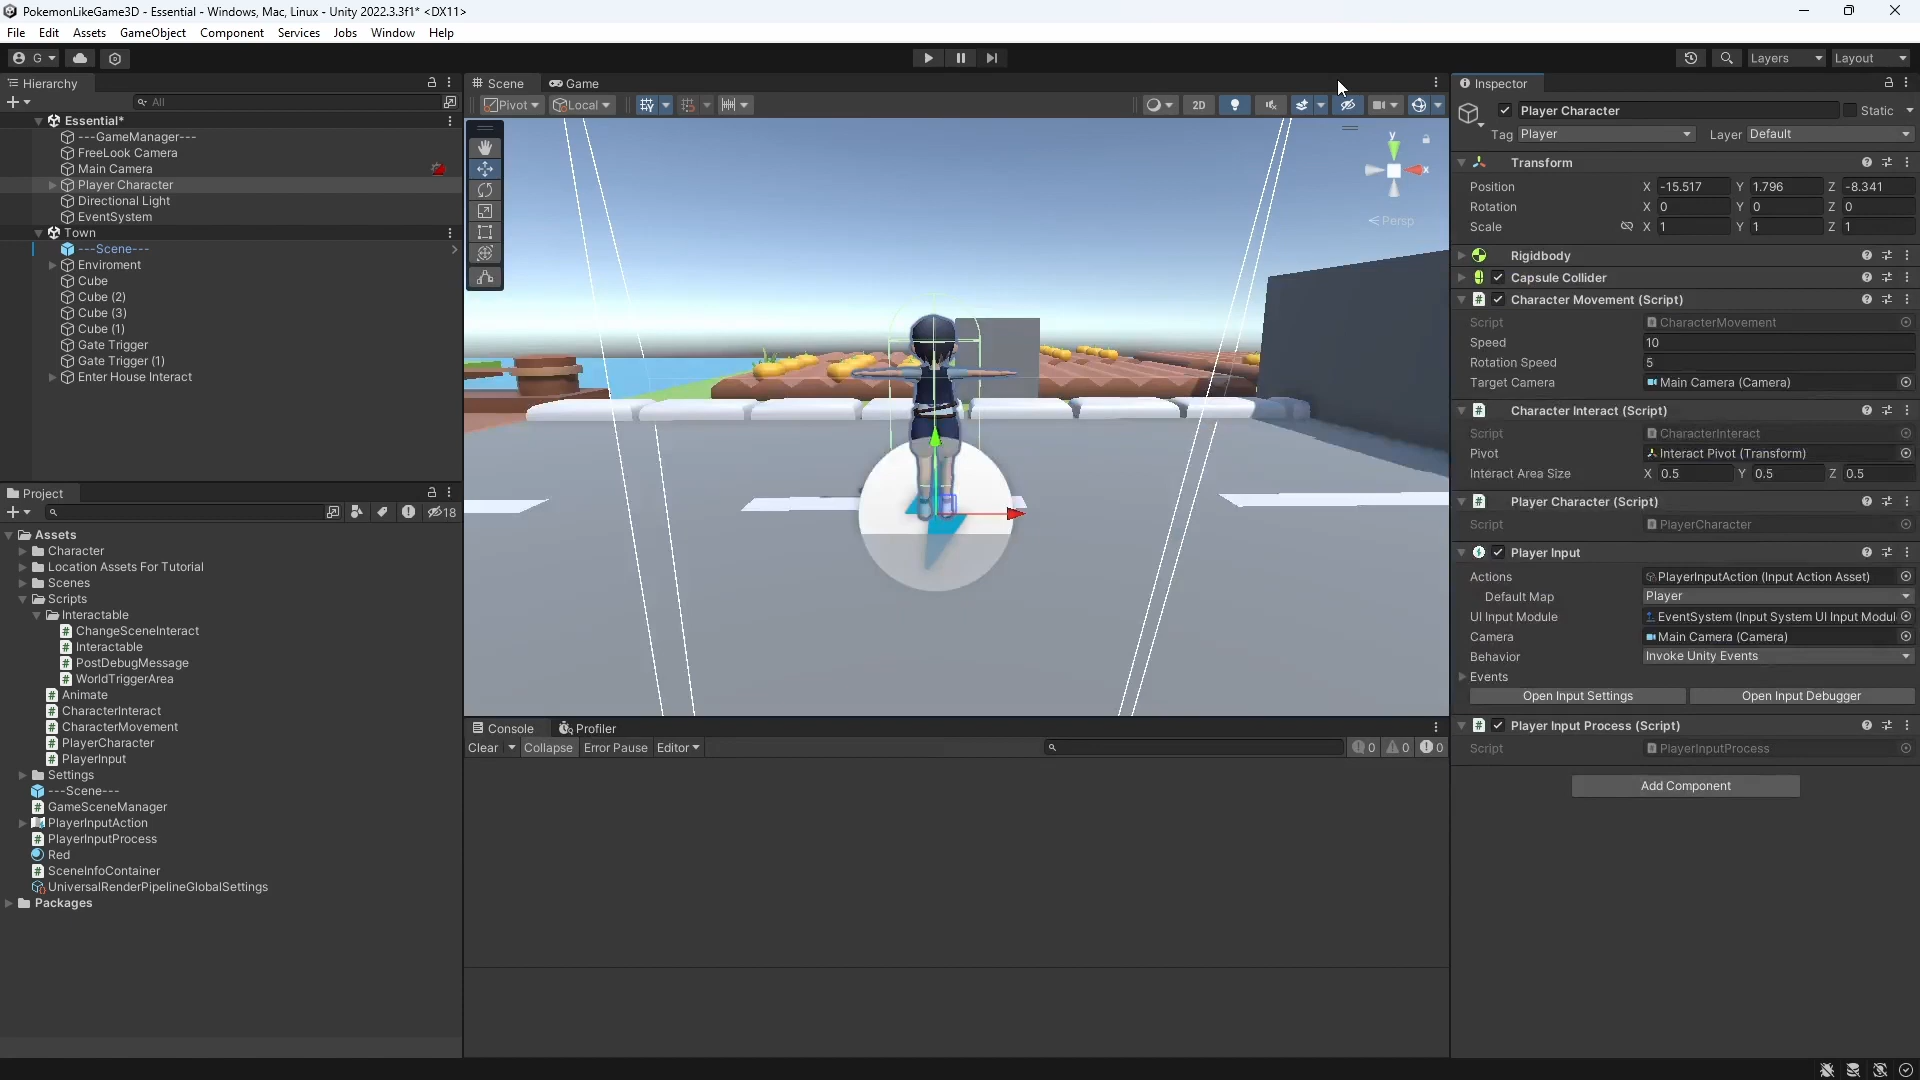 PokemonLikeGame3D - Essential - Windows, Mac, Linux - Unity 2022.3.3f1* <DX11>
File Edit Assets GameObject Component Services Jobs Window Help
G
Layers
Layout
Hierarchy
All
Essential*
---GameManager---
FreeLook Camera
Main Camera
Player Character
Directional Light
EventSystem
Town
---Scene---
Enviroment
Cube
Cube (2)
Cube (3)
Cube (1)
Gate Trigger
Gate Trigger (1)
Enter House Interact
Project
18
Assets
Character
Location Assets For Tutorial
Scenes
Scripts
Interactable
ChangeSceneInteract
Interactable
PostDebugMessage
WorldTriggerArea
Animate
CharacterInteract
CharacterMovement
PlayerCharacter
PlayerInput
Settings
---Scene---
GameSceneManager
PlayerInputAction
PlayerInputProcess
Red
SceneInfoContainer
UniversalRenderPipelineGlobalSettings
Packages
Scene Game
Pivot Local
2D
y
x
Persp
Console Profiler
Clear Collapse Error Pause Editor
0 0 0
Inspector
Player Character Static
Tag Player Layer Default
Transform
Position X -15.517 Y 1.796 Z -8.341
Rotation X 0 Y 0 Z 0
Scale X 1 Y 1 Z 1
Rigidbody
Capsule Collider
Character Movement (Script)
Script CharacterMovement
Speed 10
Rotation Speed 5
Target Camera Main Camera (Camera)
Character Interact (Script)
Script CharacterInteract
Pivot Interact Pivot (Transform)
Interact Area Size X 0.5 Y 0.5 Z 0.5
Player Character (Script)
Script PlayerCharacter
Player Input
Actions PlayerInputAction (Input Action Asset)
Default Map Player
UI Input Module EventSystem (Input System UI Input Modul
Camera Main Camera (Camera)
Behavior Invoke Unity Events
Events
Open Input Settings Open Input Debugger
Player Input Process (Script)
Script PlayerInputProcess
Add Component